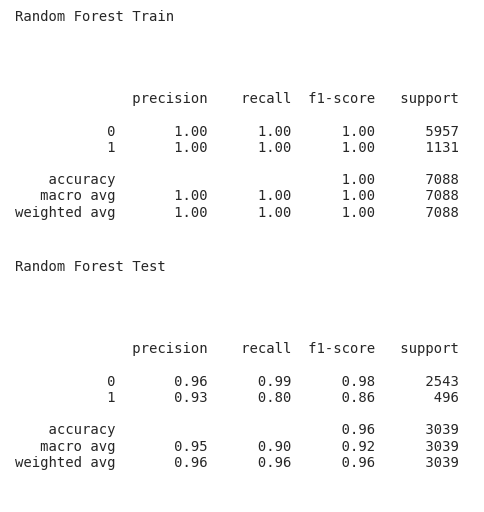 Random Forest Train
precision recall f1-score support
0 1.00 1.00 1.00 5957
1 1.00 1.00 1.00 1131
accuracy 1.00 7088
macro avg 1.00 1.00 1.00 7088
weighted avg 1.00 1.00 1.00 7088
Random Forest Test
precision recall f1-score support
0 0.96 0.99 0.98 2543
1 0.93 0.80 0.86 496
accuracy 0.96 3039
macro avg 0.95 0.90 0.92 3039
weighted avg 0.96 0.96 0.96 3039